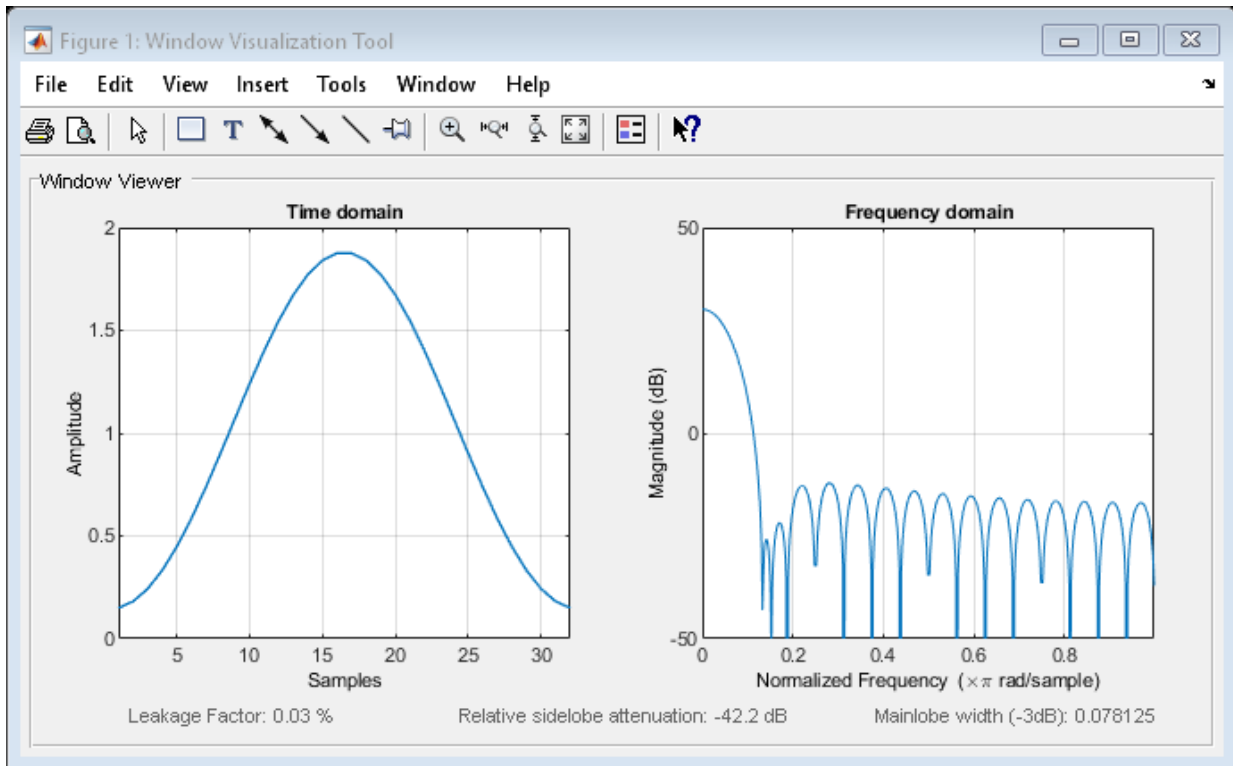 Figure 1: Window Visualization Tool
File Edit View Insert Tools Window Help
T ?
Window Viewer
Time domain
2
1.5
1
0.5
0
Amplitude
5 10 15 20 25 30
Samples
Frequency domain
50
0
-50
Magnitude (dB)
0 0.2 0.4 0.6 0.8
Normalized Frequency (×π rad/sample)
Leakage Factor: 0.03 % Relative sidelobe attenuation: -42.2 dB Mainlobe width (-3dB): 0.078125